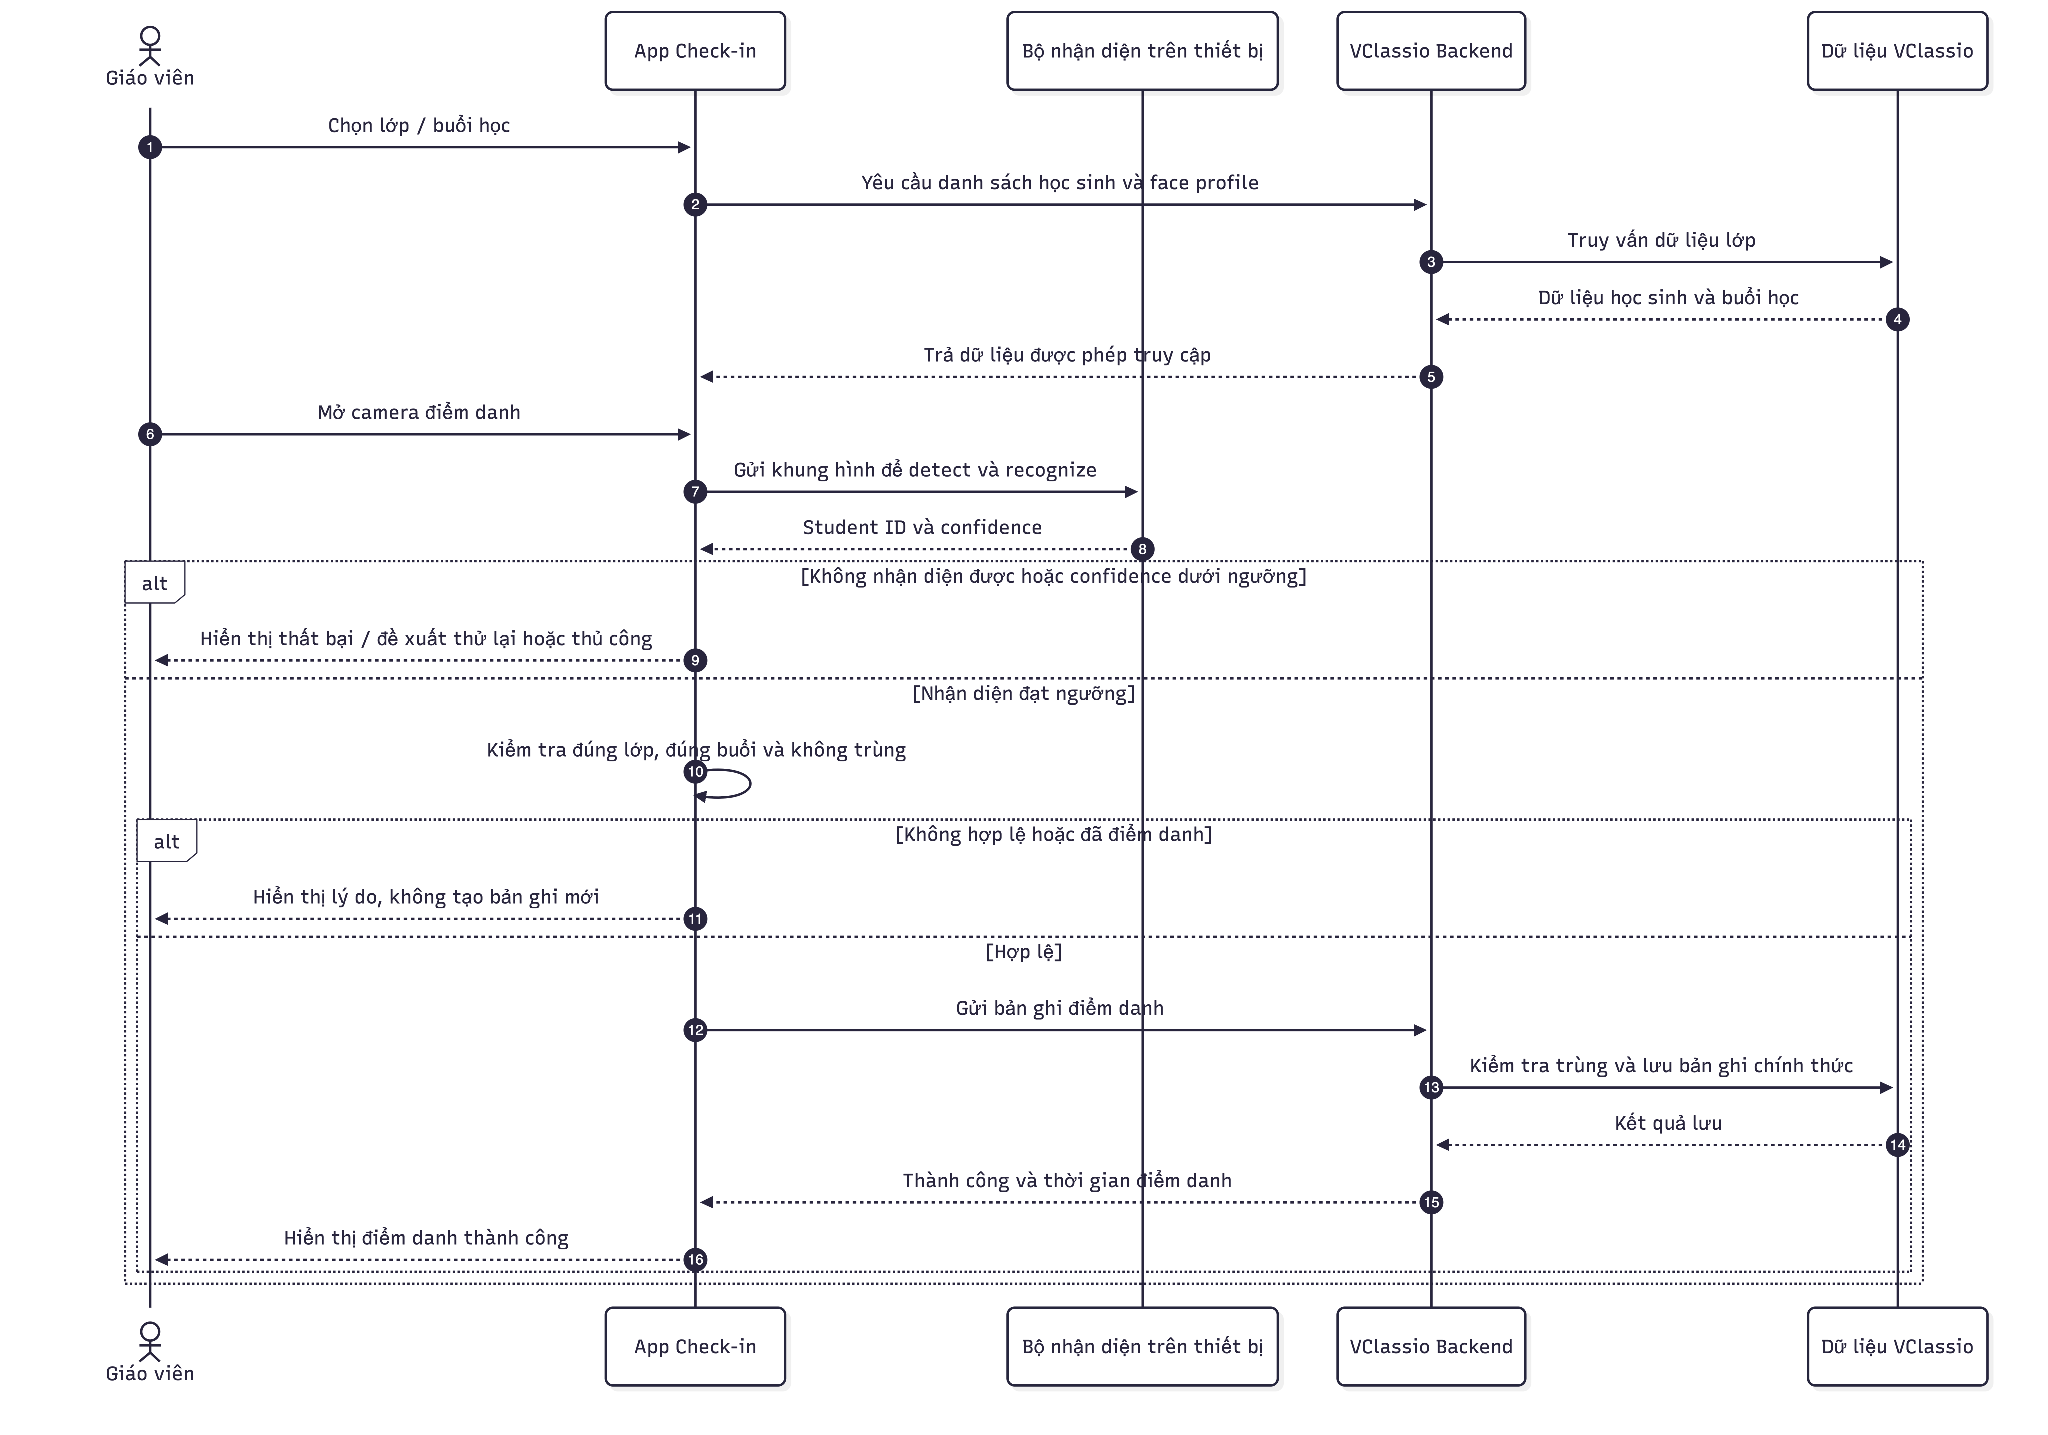 Giáo viên
App Check-in
Bộ nhận diện trên thiết bị
VClassio Backend
Dữ liệu VClassio
Chọn lớp / buổi học
1
Yêu cầu danh sách học sinh và face profile
2
Truy vấn dữ liệu lớp
3
Dữ liệu học sinh và buổi học
4
Trả dữ liệu được phép truy cập
5
Mở camera điểm danh
6
Gửi khung hình để detect và recognize
7
Student ID và confidence
8
alt
[Không nhận diện được hoặc confidence dưới ngưỡng]
Hiển thị thất bại / đề xuất thử lại hoặc thủ công
9
[Nhận diện đạt ngưỡng]
Kiểm tra đúng lớp, đúng buổi và không trùng
10
alt
[Không hợp lệ hoặc đã điểm danh]
Hiển thị lý do, không tạo bản ghi mới
11
[Hợp lệ]
Gửi bản ghi điểm danh
12
Kiểm tra trùng và lưu bản ghi chính thức
13
Kết quả lưu
14
Thành công và thời gian điểm danh
15
Hiển thị điểm danh thành công
16
Giáo viên
App Check-in
Bộ nhận diện trên thiết bị
VClassio Backend
Dữ liệu VClassio